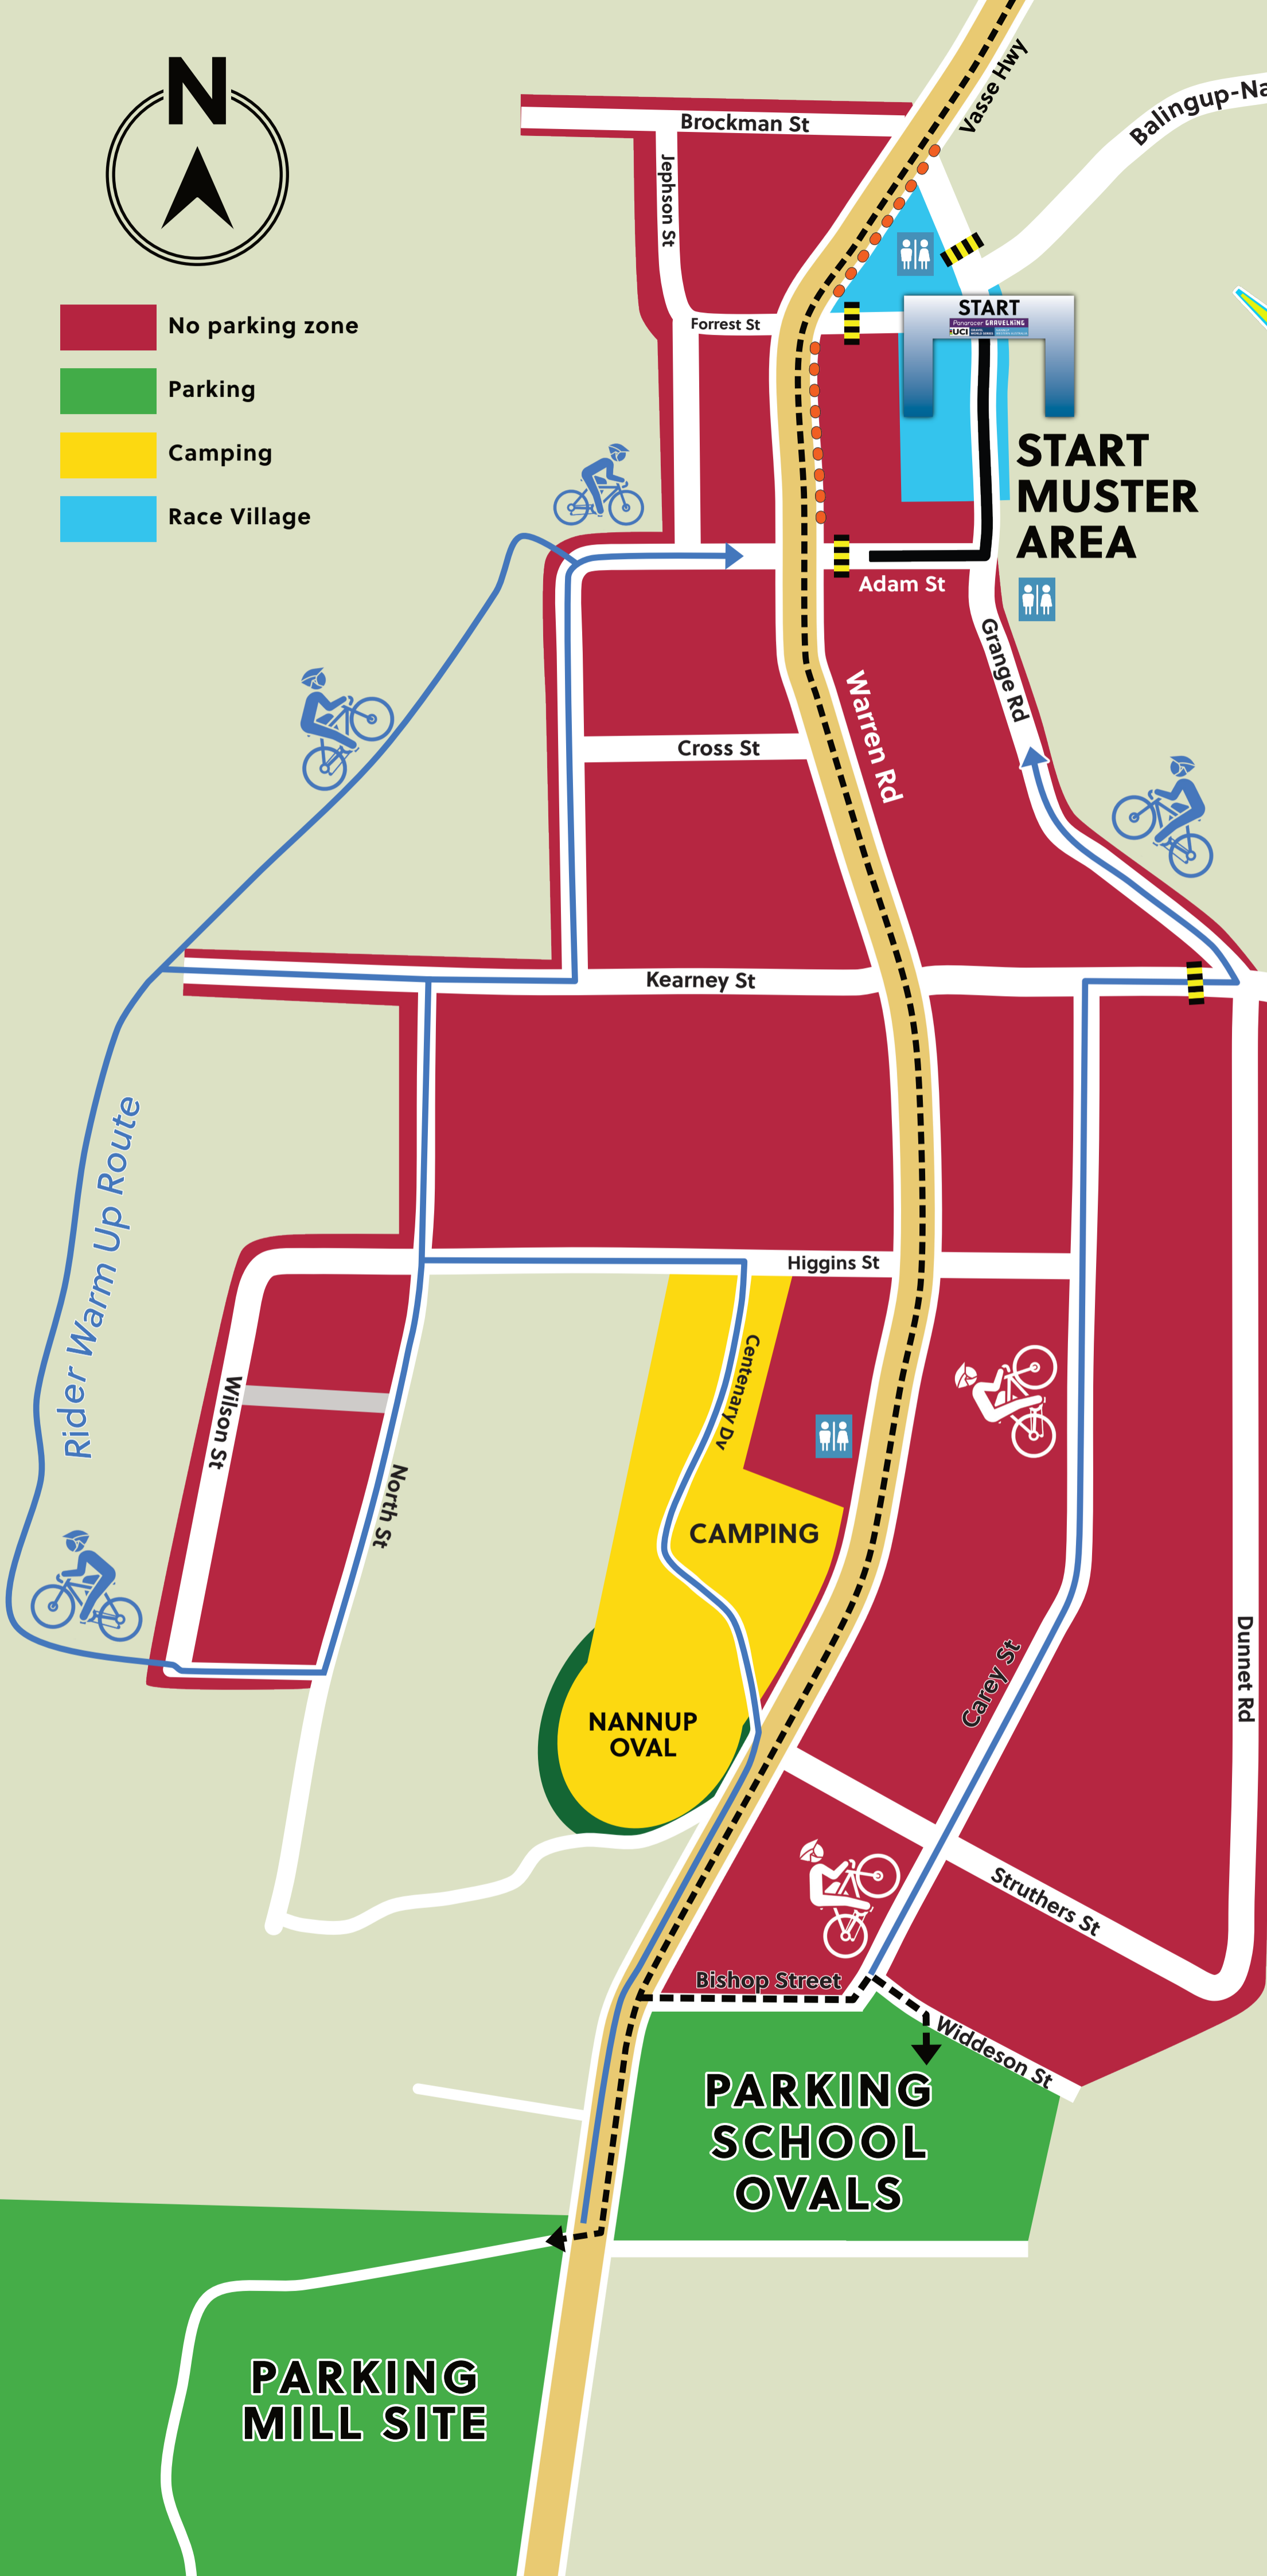 N
Vasse Hwy
Balingup-Na
Brockman St
Jephson St
No parking zone
Parking
Camping
Race Village
Forrest St
START
Panaracer GRAVELKING
UCI
START
MUSTER
AREA
Adam St
Grange Rd
Warren Rd
Cross St
Kearney St
Rider Warm Up Route
Higgins St
Centenary Dv
Wilson St
North St
CAMPING
Dunnet Rd
Carey St
NANNUP
OVAL
Struthers St
Bishop Street
Widdeson St
PARKING
SCHOOL
OVALS
PARKING
MILL SITE